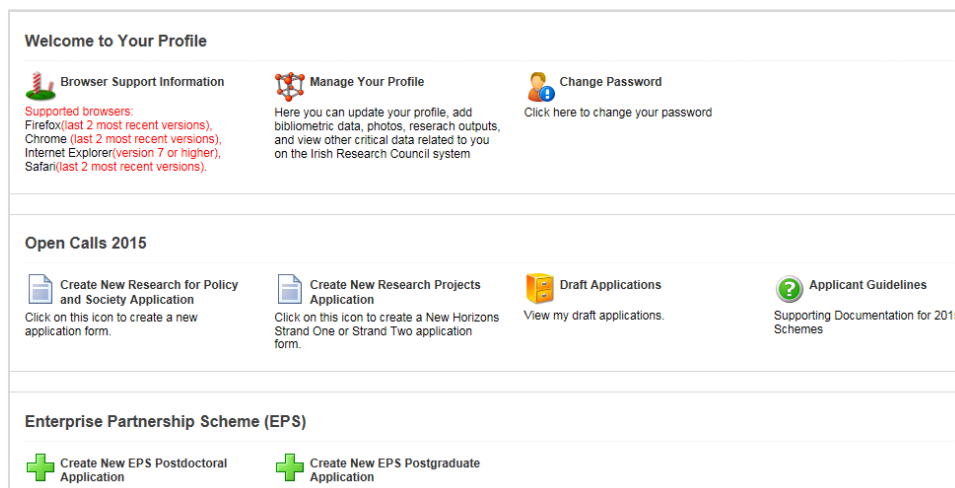 Welcome to Your Profile
Browser Support Information
Supported browsers:
Firefox(last 2 most recent versions),
Chrome (last 2 most recent versions),
Internet Explorer(version 7 or higher),
Safari(last 2 most recent versions).
Manage Your Profile
Here you can update your profile, add
bibliometric data, photos, reserach outputs,
and view other critical data related to you
on the Irish Research Council system
Change Password
Click here to change your password
Open Calls 2015
Create New Research for Policy
and Society Application
Click on this icon to create a new
application form.
Create New Research Projects
Application
Click on this icon to create a New Horizons
Strand One or Strand Two application
form.
Draft Applications
View my draft applications.
Applicant Guidelines
Supporting Documentation for 2015
Schemes
Enterprise Partnership Scheme (EPS)
Create New EPS Postdoctoral
Application
Create New EPS Postgraduate
Application